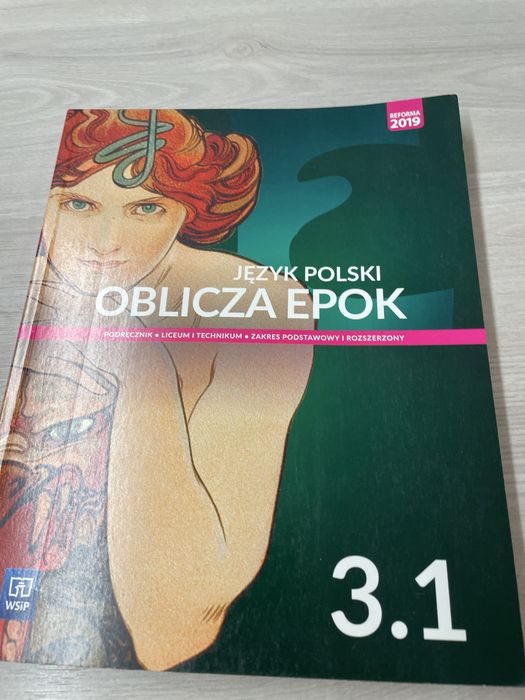 REFORMA
2019
JĘZYK POLSKI
OBLICZA EPOK
PODRĘCZNIK • LICEUM I TECHNIKUM • ZAKRES PODSTAWOWY I ROZSZERZONY
WSiP
3.1